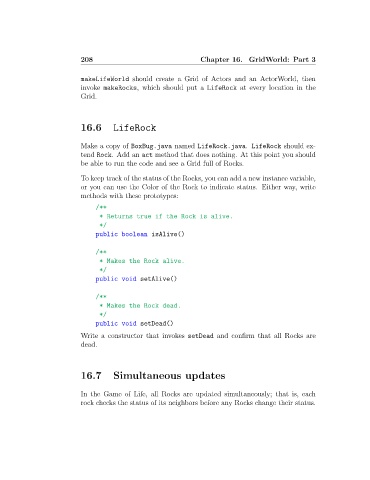 208 Chapter 16. GridWorld: Part 3
makeLifeWorld should create a Grid of Actors and an ActorWorld, then
invoke makeRocks, which should put a LifeRock at every location in the
Grid.
16.6 LifeRock
Make a copy of BoxBug.java named LifeRock.java. LifeRock should ex-
tend Rock. Add an act method that does nothing. At this point you should
be able to run the code and see a Grid full of Rocks.
To keep track of the status of the Rocks, you can add a new instance variable,
or you can use the Color of the Rock to indicate status. Either way, write
methods with these prototypes:
/**
* Returns true if the Rock is alive.
*/
public boolean isAlive()
/**
* Makes the Rock alive.
*/
public void setAlive()
/**
* Makes the Rock dead.
*/
public void setDead()
Write a constructor that invokes setDead and confirm that all Rocks are
dead.
16.7 Simultaneous updates
In the Game of Life, all Rocks are updated simultaneously; that is, each
rock checks the status of its neighbors before any Rocks change their status.